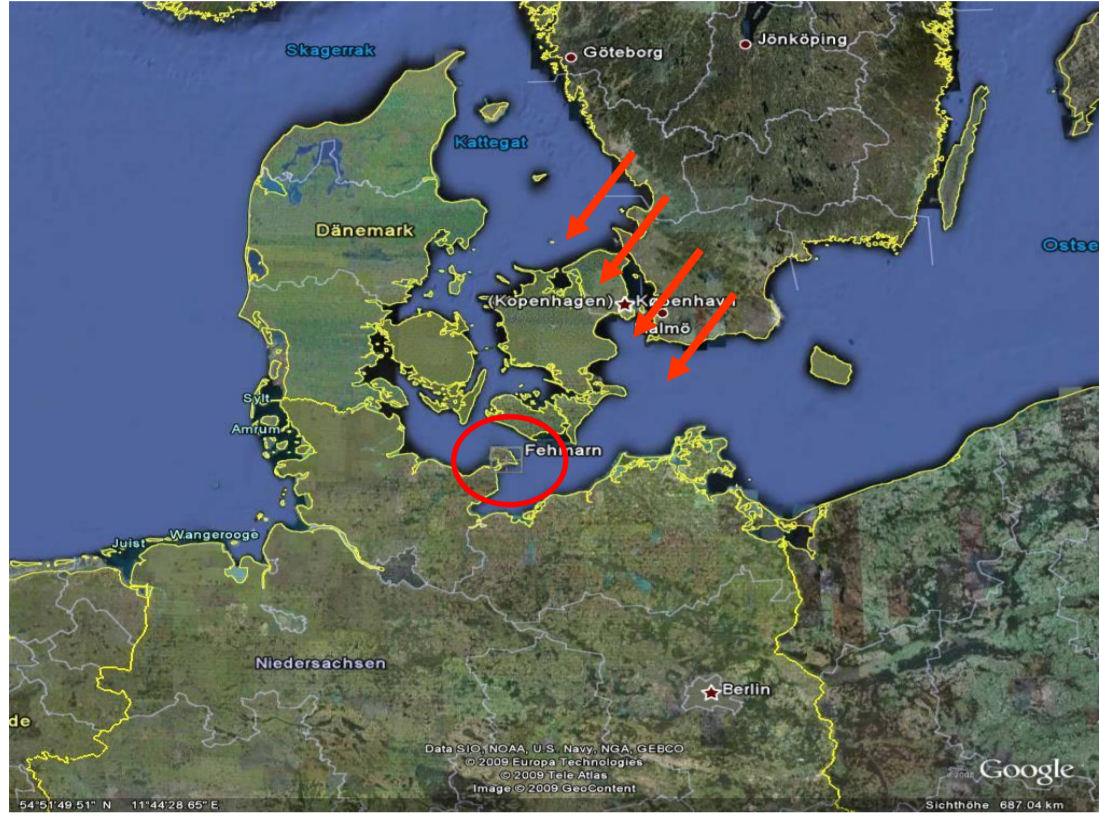 Skagerrak
Göteborg
Jönköping
Kattegat
Dänemark
Ostse
(Kopenhagen)
København
Malmö
Sylt
Amrum
Fehmarn
Juist
Wangerooge
Niedersachsen
Berlin
de
Data SIO, NOAA, U.S. Navy, NGA, GEBCO
© 2009 Europa Technologies
© 2009 Tele Atlas
Image © 2009 GeoContent
Google
54°51'49.51" N 11°44'28.65" E
Sichthöhe 687.04 km